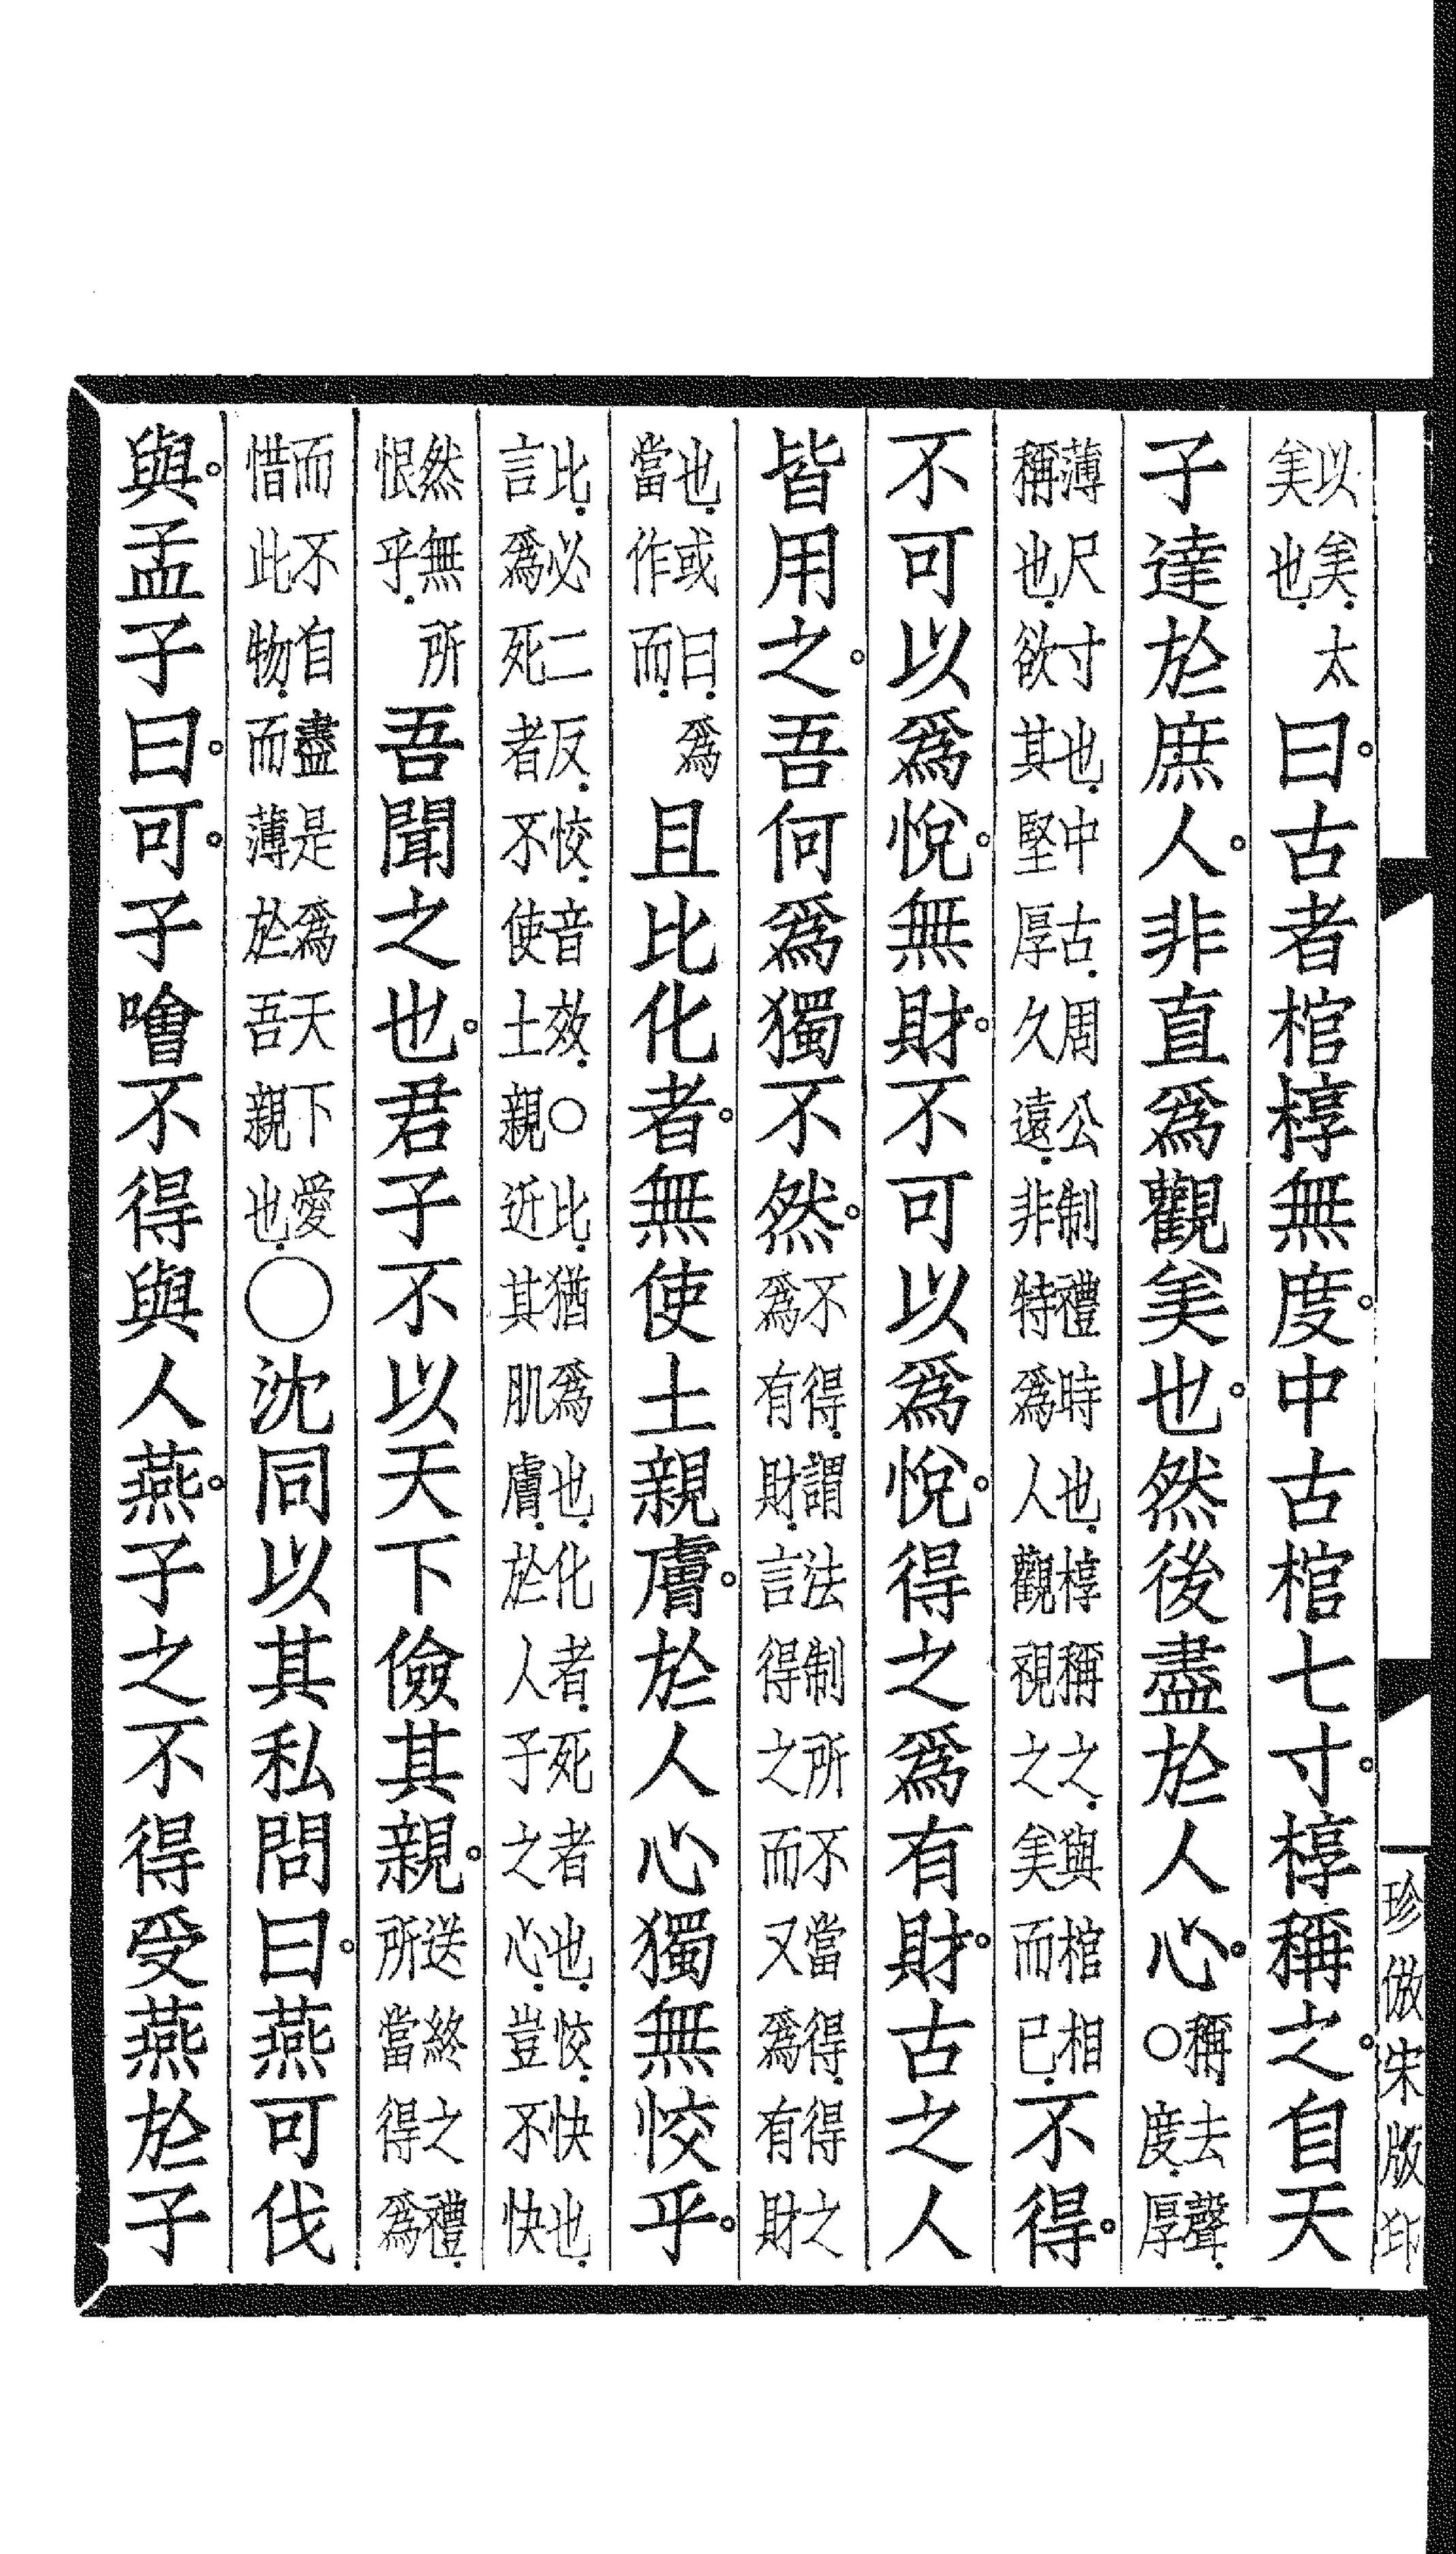 珍倣宋版印
以美.太
美也.
曰。古者棺椁無度。中古棺七寸。椁稱之。自天
子達於庶人。非直爲觀美也。然後盡於人心。
稱.去聲.
○度.厚
薄尺寸也.中古.周公制禮時也.椁稱之.與棺相
稱也.欲其堅厚久遠.非特爲人觀視之美而已.
不得。
不可以爲悅。無財。不可以爲悅。得之爲有財。古之人
皆用之。吾何爲獨不然。
不得.謂法制所不當得.得之
爲有財.言得之而又爲有財
也.或曰.爲
當作而.
且比化者。無使土親膚。於人心獨無恔乎。
比.必二反.恔.音效.○比.猶爲也.化者.死者也.恔.快也.
言爲死者不使土親近其肌膚.於人子之心.豈不快
然無所
恨乎.
吾聞之也。君子不以天下儉其親。
送終之禮.
所當得爲
而不自盡是爲天下愛
惜此物.而薄於吾親也.
○沈同以其私問曰。燕可伐
與。孟子曰。可。子噲不得與人燕。子之不得受燕於子